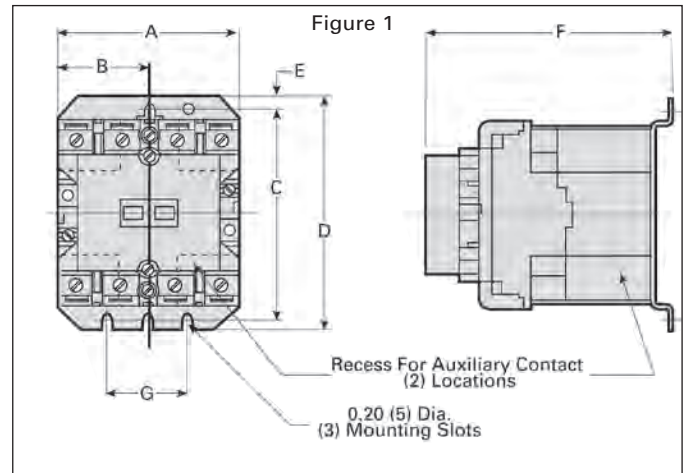 Figure 1
A
F
B
E
C
D
G
Recess For Auxiliary Contact
(2) Locations
0.20 (5) Dia.
(3) Mounting Slots